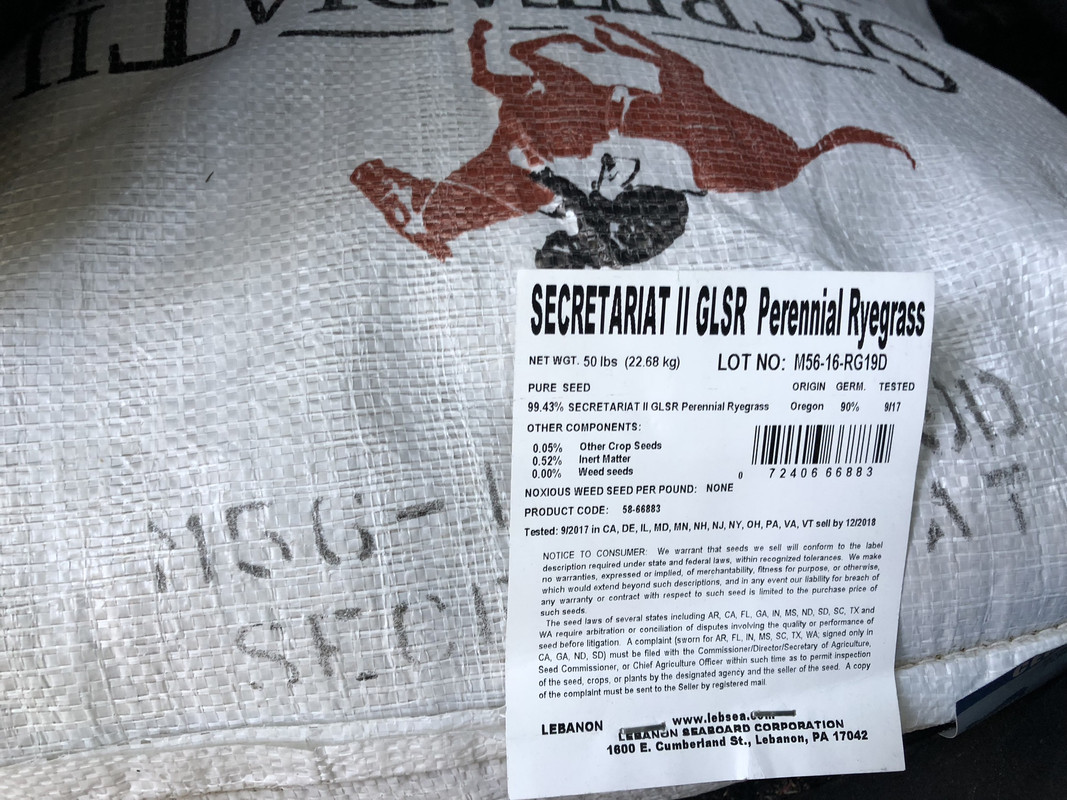 SECRETARIAT II GLSR Perennial Ryegrass
NET WGT. 50 lbs (22.68 kg) LOT NO: M56-16-RG19D
PURE SEED ORIGIN GERM. TESTED
99.43% SECRETARIAT II GLSR Perennial Ryegrass Oregon 90% 9/17
OTHER COMPONENTS:
0.05% Other Crop Seeds
0.52% Inert Matter
0.00% Weed seeds
0 72406 66883
NOXIOUS WEED SEED PER POUND: NONE
PRODUCT CODE: 58-66883
Tested: 9/2017 in CA, DE, IL, MD, MN, NH, NJ, NY, OH, PA, VA, VT sell by 12/2018
NOTICE TO CONSUMER: We warrant that seeds we sell will conform to the label
description required under state and federal laws, within recognized tolerances. We make
no warranties, expressed or implied, of merchantability, fitness for purpose, or otherwise,
which would extend beyond such descriptions, and in any event our liability for breach of
any warranty or contract with respect to such seed is limited to the purchase price of
such seeds.
The seed laws of several states including AR, CA, FL, GA, IN, MS, ND, SD, SC, TX and
WA require arbitration or conciliation of disputes involving the quality or performance of
seed before litigation. A complaint (sworn for AR, FL, IN, MS, SC, TX, WA; signed only in
CA, GA, ND, SD) must be filed with the Commissioner/Director/Secretary of Agriculture,
Seed Commissioner, or Chief Agriculture Officer within such time as to permit inspection
of the seed, crops, or plants by the designated agency and the seller of the seed. A copy
of the complaint must be sent to the Seller by registered mail.
www.lebsea.com
LEBANON LEBANON SEABOARD CORPORATION
1600 E. Cumberland St., Lebanon, PA 17042